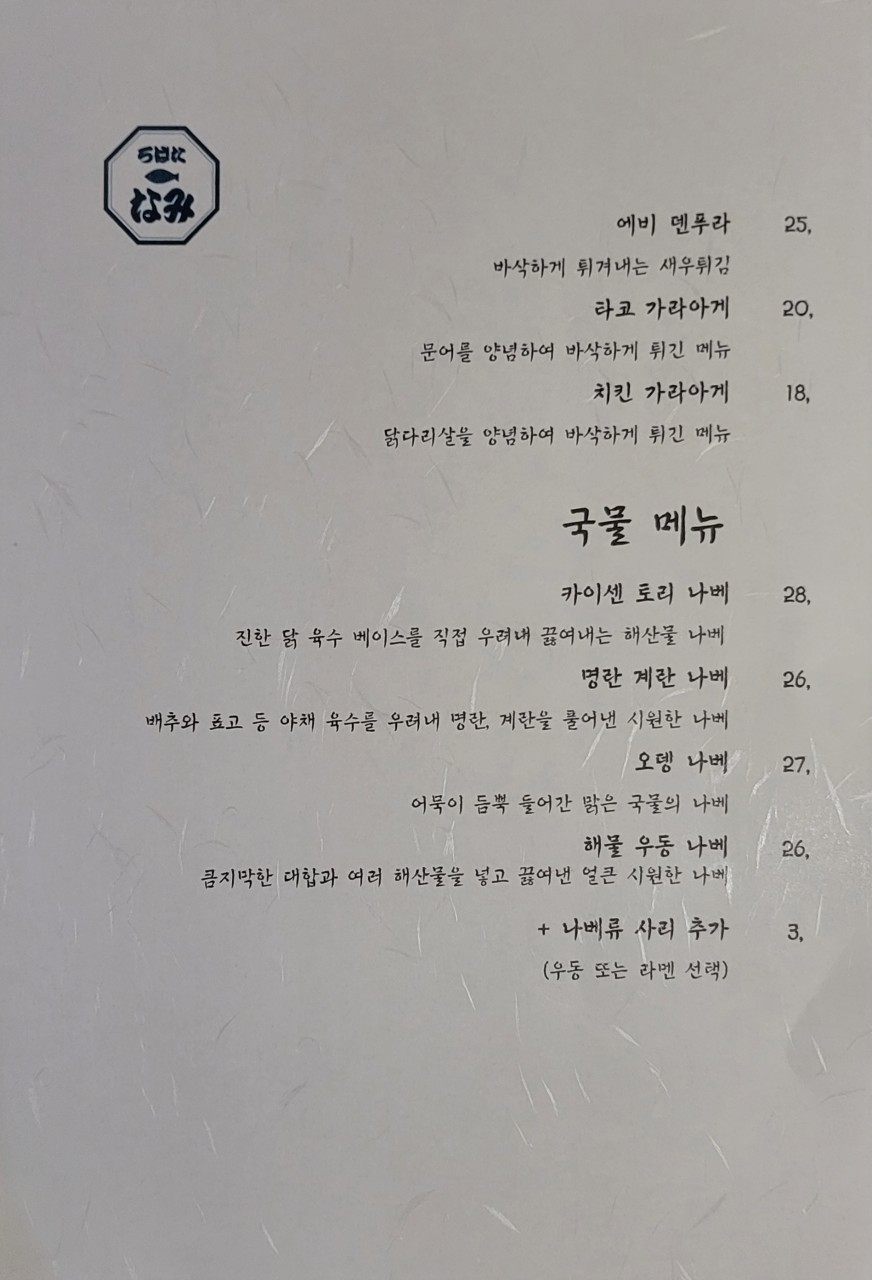 なみ
에비 덴푸라 25,
바삭하게 튀겨내는 새우튀김
타코 가라아게 20,
문어를 양념하여 바삭하게 튀긴 메뉴
치킨 가라아게 18,
닭다리살을 양념하여 바삭하게 튀긴 메뉴
국물 메뉴
카이센 토리 나베 28,
진한 닭 육수 베이스를 직접 우려내 끓여내는 해산물 나베
명란 계란 나베 26,
배추와 표고 등 야채 육수를 우려내 명란, 계란을 풀어낸 시원한 나베
오뎅 나베 27,
어묵이 듬뿍 들어간 맑은 국물의 나베
해물 우동 나베 26,
큼지막한 대합과 여러 해산물을 넣고 끓여낸 얼큰 시원한 나베
+ 나베류 사리 추가 3,
(우동 또는 라멘 선택)